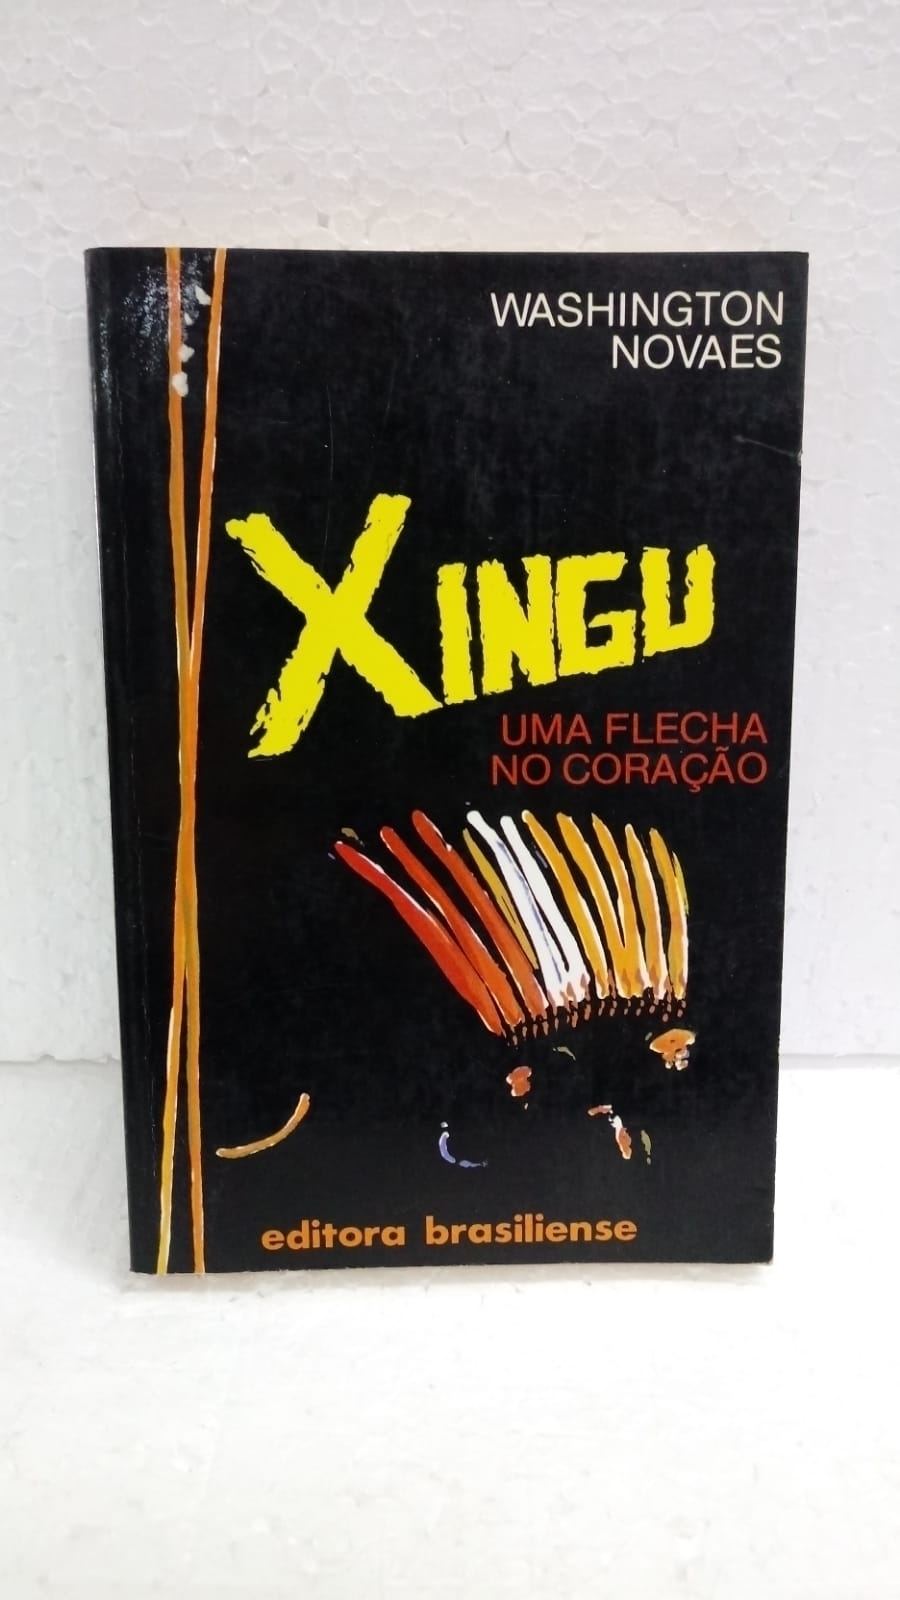 WASHINGTON
NOVAES
XINGU
UMA FLECHA
NO CORAÇÃO
editora brasiliense